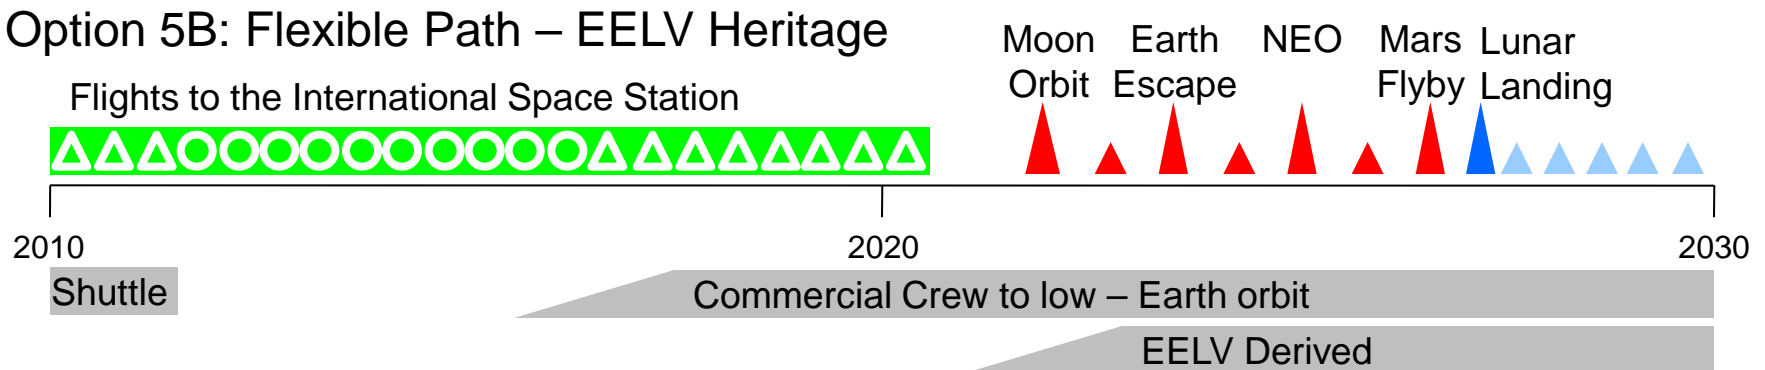 Option 5B: Flexible Path – EELV Heritage
Moon Orbit
Earth Escape
NEO
Mars Flyby
Lunar Landing
Flights to the International Space Station
2010
2020
2030
Shuttle
Commercial Crew to low – Earth orbit
EELV Derived